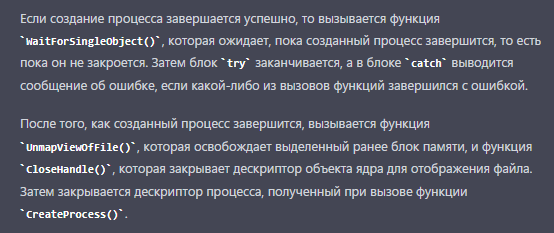 Если создание процесса завершается успешно, то вызывается функция
`WaitForSingleObject()`, которая ожидает, пока созданный процесс завершится, то есть
пока он не закроется. Затем блок `try` заканчивается, а в блоке `catch` выводится
сообщение об ошибке, если какой-либо из вызовов функций завершился с ошибкой.
После того, как созданный процесс завершится, вызывается функция
`UnmapViewOfFile()`, которая освобождает выделенный ранее блок памяти, и функция
`CloseHandle()`, которая закрывает дескриптор объекта ядра для отображения файла.
Затем закрывается дескриптор процесса, полученный при вызове функции
`CreateProcess()`.